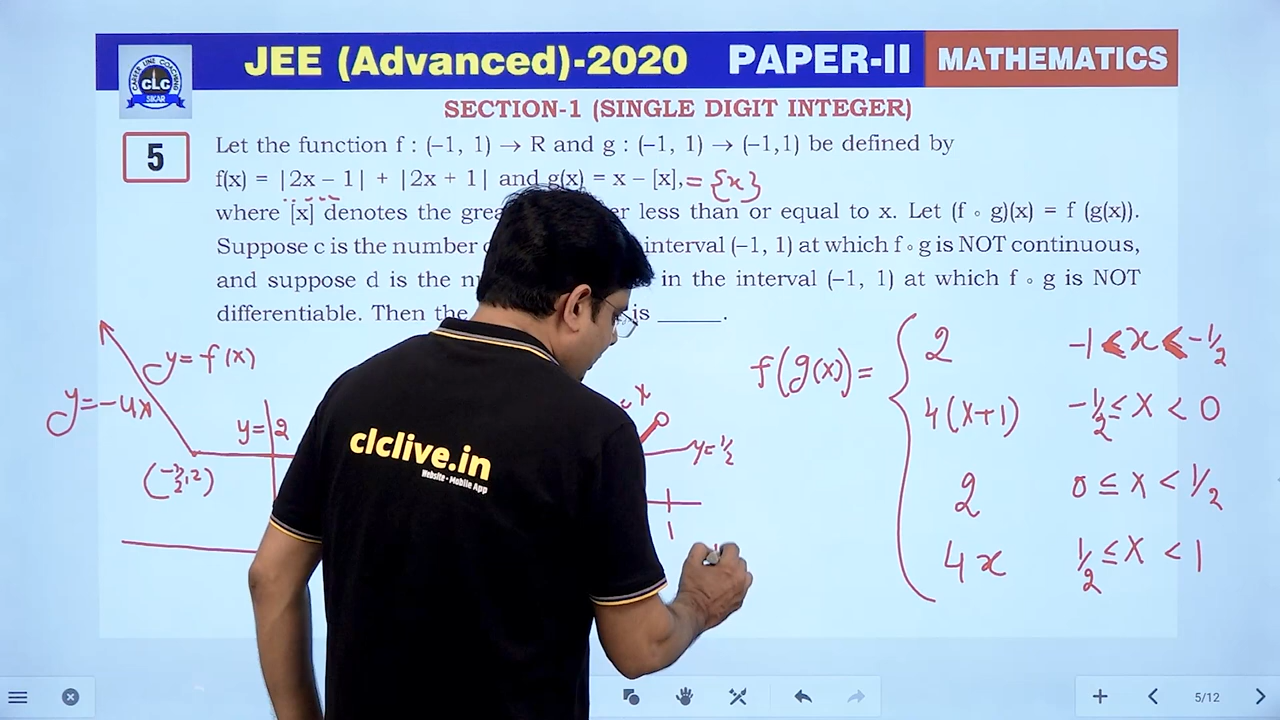 JEE (Advanced)-2020 PAPER-II MATHEMATICS
CAREER LINE COACHING
CLC
SIKAR
SECTION-1 (SINGLE DIGIT INTEGER)
5
Let the function f : (–1, 1) → R and g : (–1, 1) → (–1,1) be defined by
f(x) = |2x – 1| + |2x + 1| and g(x) = x – [x], = {x}
where [x] denotes the less than or equal to x. Let (f ∘ g)(x) = f (g(x)).
Suppose c is the number interval (–1, 1) at which f ∘ g is NOT continuous,
and suppose d is the in the interval (–1, 1) at which f ∘ g is NOT
differentiable. Then the is _____.
y = f(x)
y = -4x
y = 2
(-1/2, 2)
y = 1/2
1
f(g(x)) =
2 -1 < x < -1/2
4(x+1) -1/2 ≤ x < 0
2 0 ≤ x < 1/2
4x 1/2 ≤ x < 1
clclive.in
Website • Mobile App
5/12